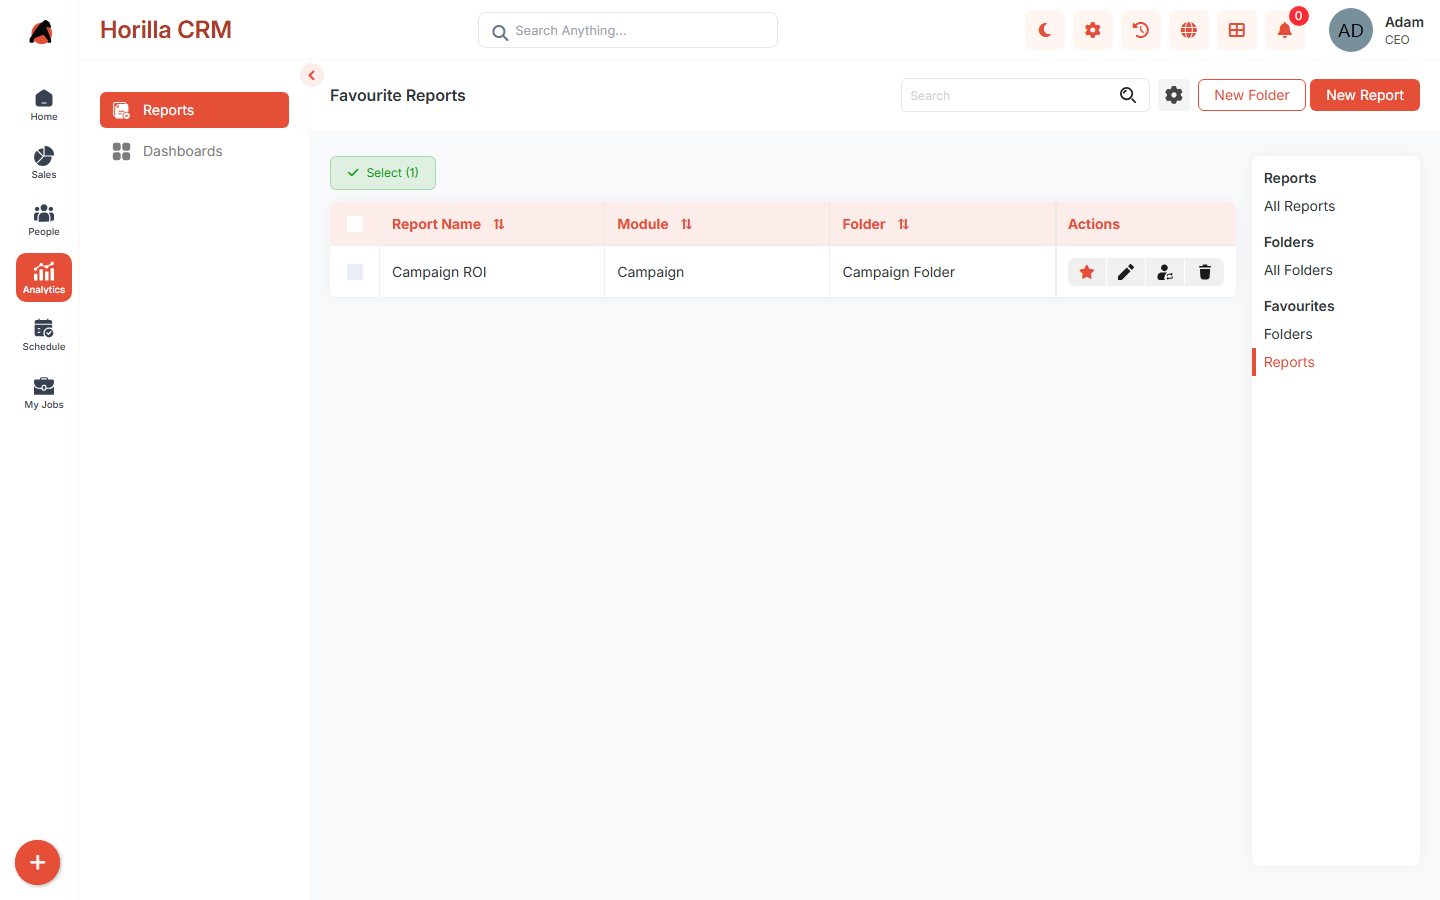 Horilla CRM
Search Anything...
0
AD
Adam
CEO
Home
Sales
People
Analytics
Schedule
My Jobs
Reports
Dashboards
Favourite Reports
Search
New Folder
New Report
Select (1)
Report Name
Module
Folder
Actions
Campaign ROI
Campaign
Campaign Folder
Reports
All Reports
Folders
All Folders
Favourites
Folders
Reports